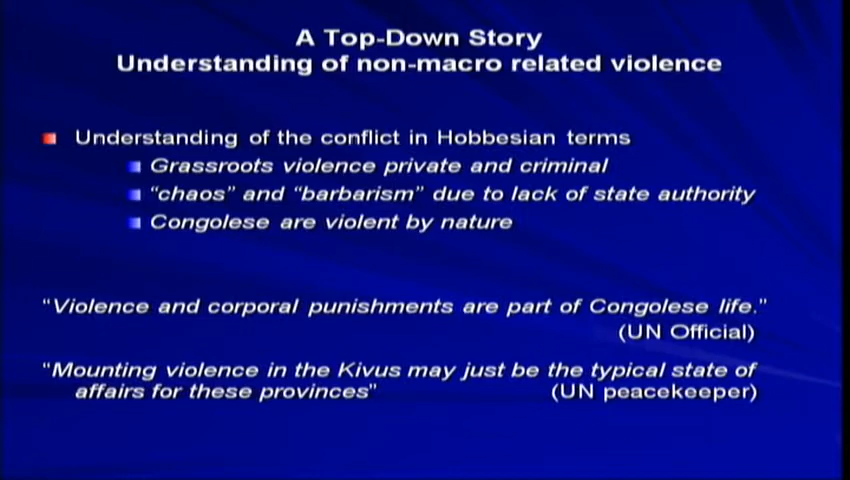 A Top-Down Story
Understanding of non-macro related violence
Understanding of the conflict in Hobbesian terms
Grassroots violence private and criminal
“chaos” and “barbarism” due to lack of state authority
Congolese are violent by nature
“Violence and corporal punishments are part of Congolese life.”
(UN Official)
“Mounting violence in the Kivus may just be the typical state of
affairs for these provinces” (UN peacekeeper)